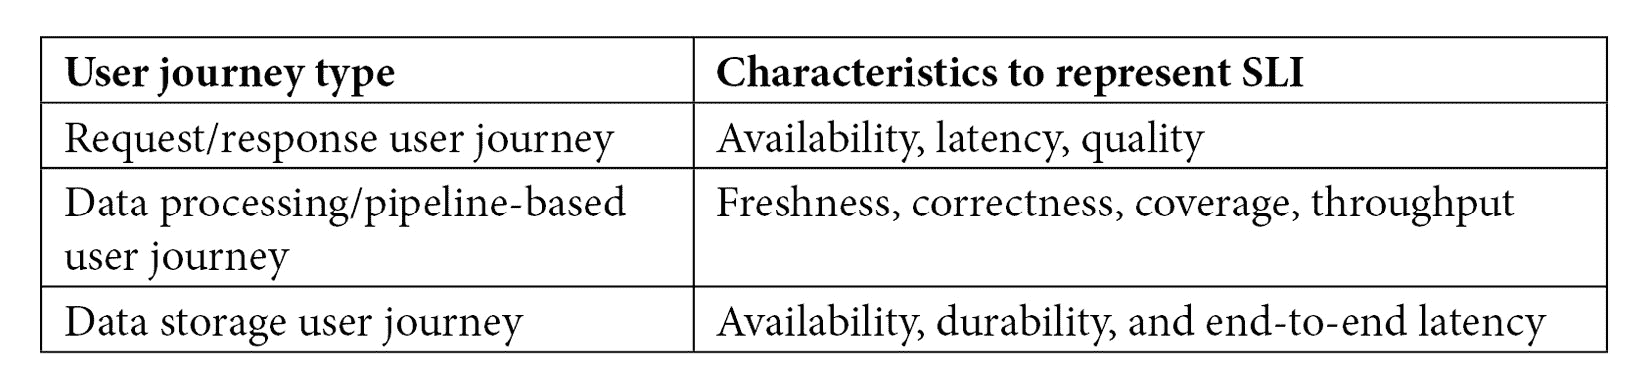 User journey type
Characteristics to represent SLI
Request/response user journey
Availability, latency, quality
Data processing/pipeline-based
user journey
Freshness, correctness, coverage, throughput
Data storage user journey
Availability, durability, and end-to-end latency